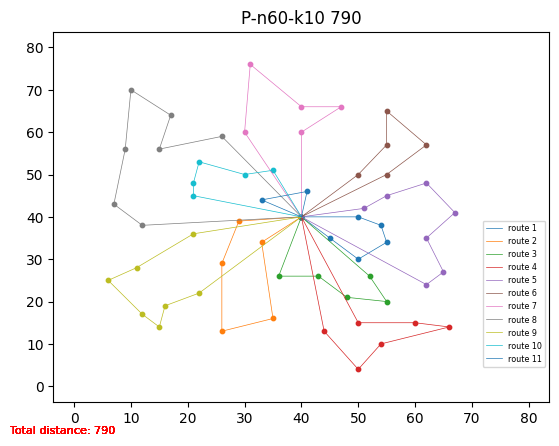 P-n60-k10 790
80
70
60
50
40
30
20
10
0
route 1
route 2
route 3
route 4
route 5
route 6
route 7
route 8
route 9
route 10
route 11
0 10 20 30 40 50 60 70 80
Total distance: 790